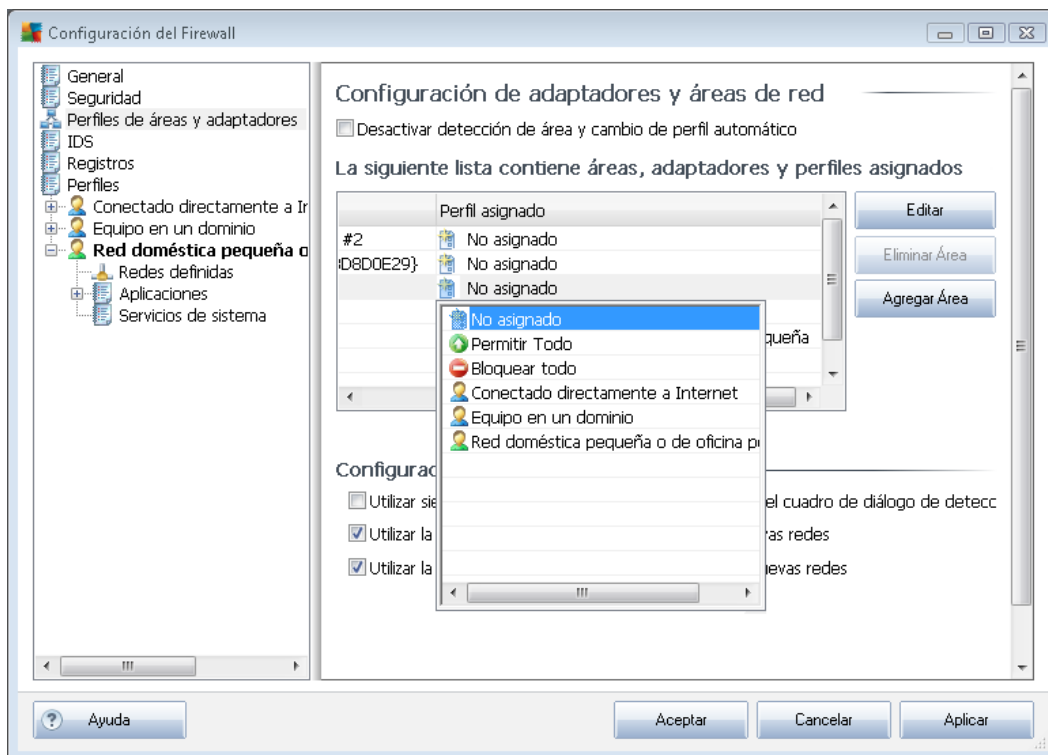 Configuración del Firewall
General
Seguridad
Perfiles de áreas y adaptadores
IDS
Registros
Perfiles
Conectado directamente a Ir
Equipo en un dominio
Red doméstica pequeña o
Redes definidas
Aplicaciones
Servicios de sistema
Configuración de adaptadores y áreas de red
Desactivar detección de área y cambio de perfil automático
La siguiente lista contiene áreas, adaptadores y perfiles asignados
Perfil asignado
#2 No asignado
D8D0E29} No asignado
No asignado
queña
No asignado
Permitir Todo
Bloquear todo
Conectado directamente a Internet
Equipo en un dominio
Red doméstica pequeña o de oficina p
Editar
Eliminar Área
Agregar Área
Configurac
Utilizar sie el cuadro de diálogo de detecc
Utilizar la as redes
Utilizar la evas redes
Ayuda
Aceptar
Cancelar
Aplicar